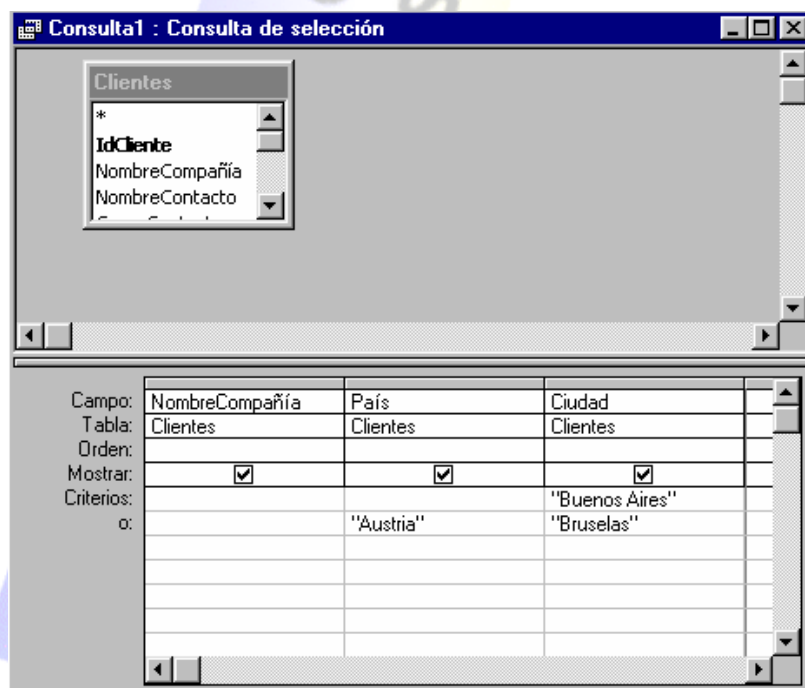 Consulta1 : Consulta de selección
Clientes
*
IdCliente
NombreCompañía
NombreContacto
Campo: NombreCompañía País Ciudad
Tabla: Clientes Clientes Clientes
Orden:
Mostrar:
Criterios: "Buenos Aires"
o: "Austria" "Bruselas"